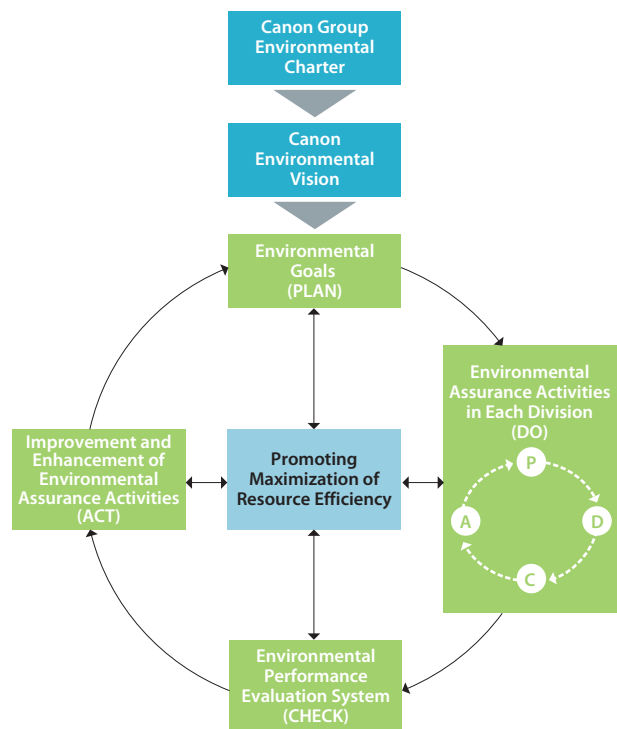 Canon Group
Environmental
Charter
Canon
Environmental
Vision
Environmental
Goals
(PLAN)
Environmental
Assurance Activities
in Each Division
(DO)
P
D
C
A
Improvement and
Enhancement of
Environmental
Assurance Activities
(ACT)
Promoting
Maximization of
Resource Efficiency
Environmental
Performance
Evaluation System
(CHECK)